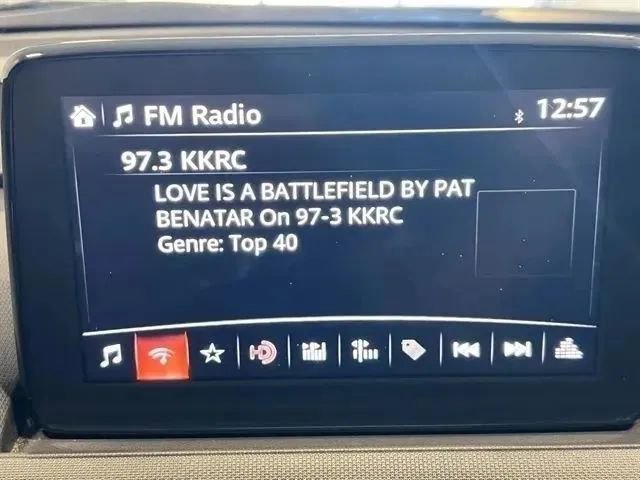 FM Radio
12:57
97.3 KKRC
LOVE IS A BATTLEFIELD BY PAT
BENATAR On 97-3 KKRC
Genre: Top 40
HD